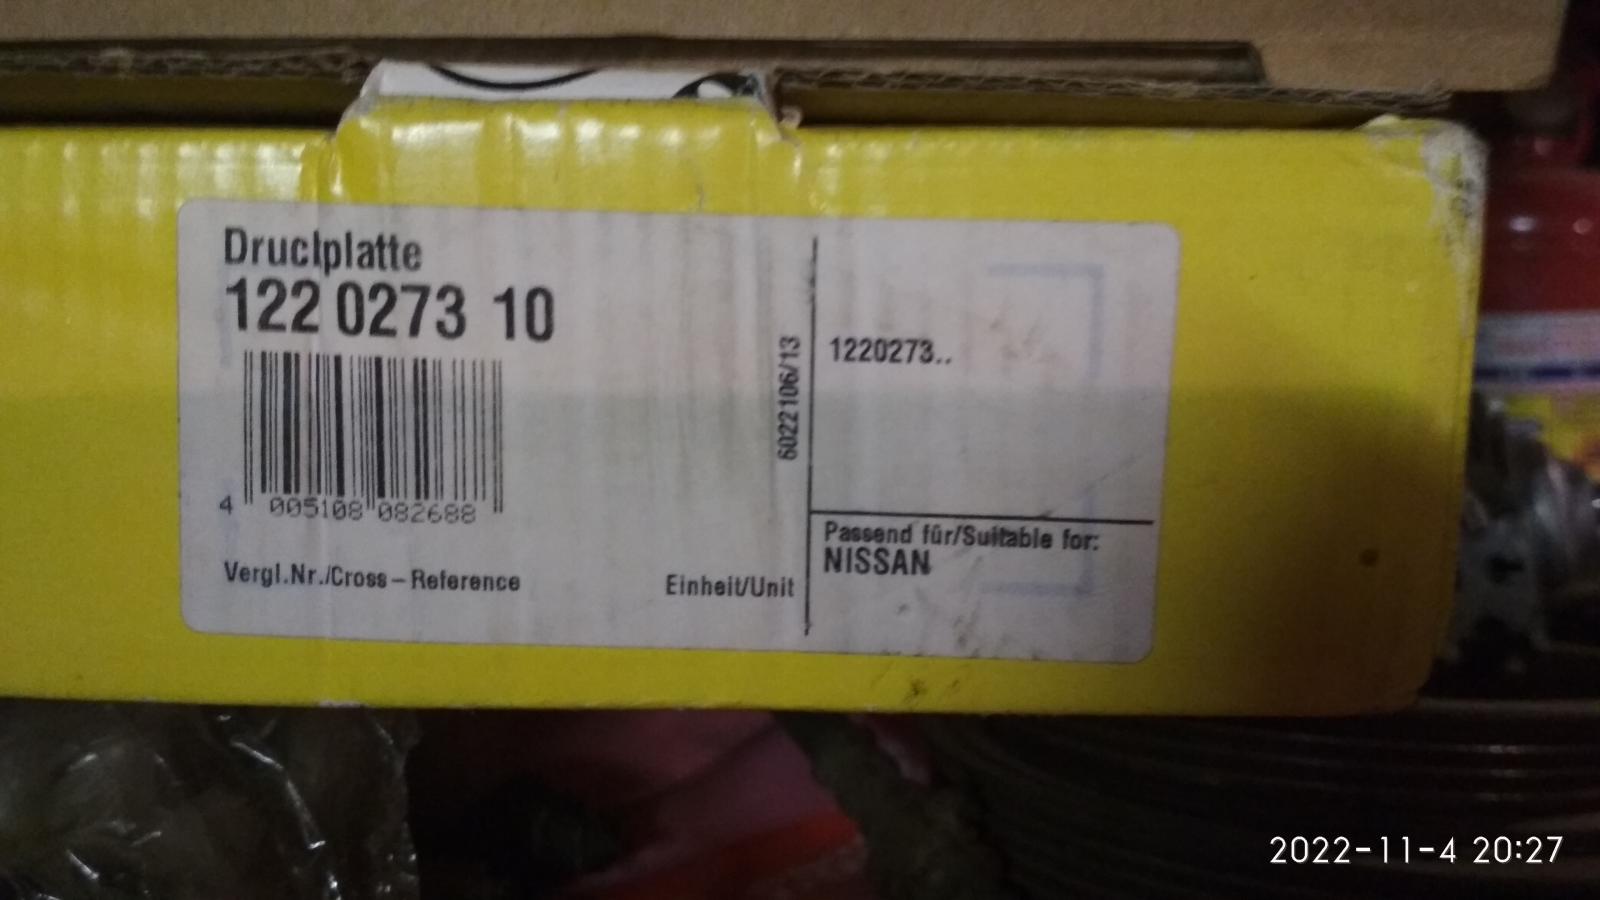 Druclplatte
122 0273 10
4 005108 082688
Vergl.Nr./Cross – Reference
Einheit/Unit
6022106/13
1220273..
Passend für/Suitable for:
NISSAN
2022-11-4 20:27